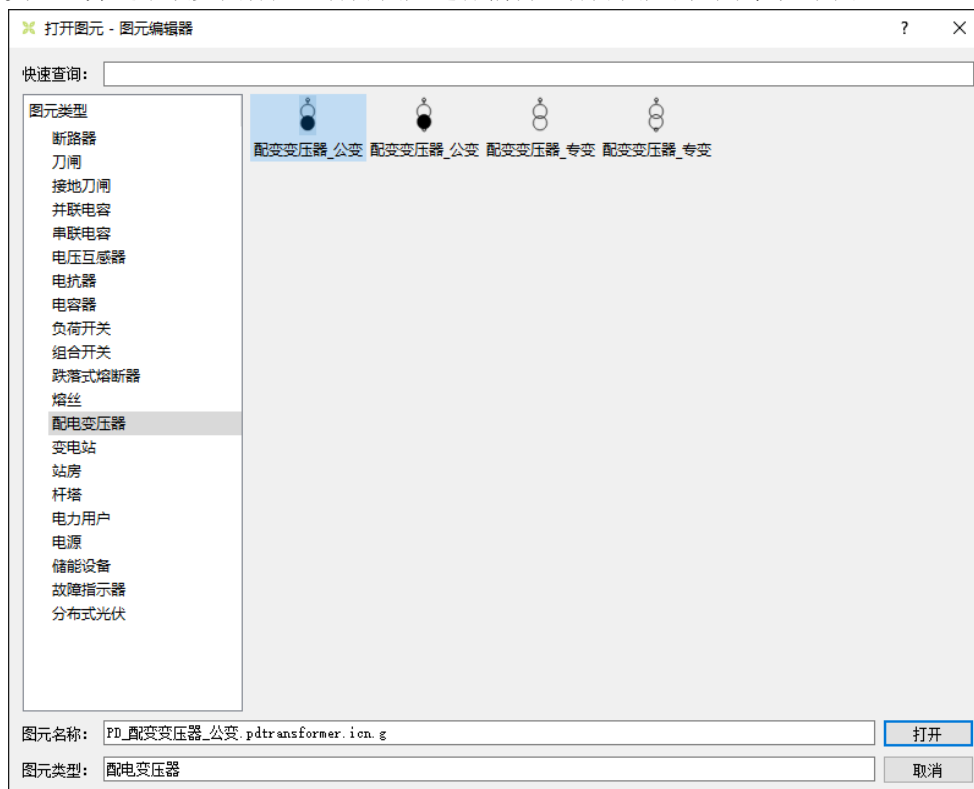 打开图元 - 图元编辑器
?
快速查询:
图元类型
断路器
刀闸
接地刀闸
并联电容
串联电容
电压互感器
电抗器
电容器
负荷开关
组合开关
跌落式熔断器
熔丝
配电变压器
变电站
站房
杆塔
电力用户
电源
储能设备
故障指示器
分布式光伏
配变变压器_公变 配变变压器_公变 配变变压器_专变 配变变压器_专变
图元名称: PD_配变变压器_公变.pdtransformer.icn.g 打开
图元类型: 配电变压器 取消